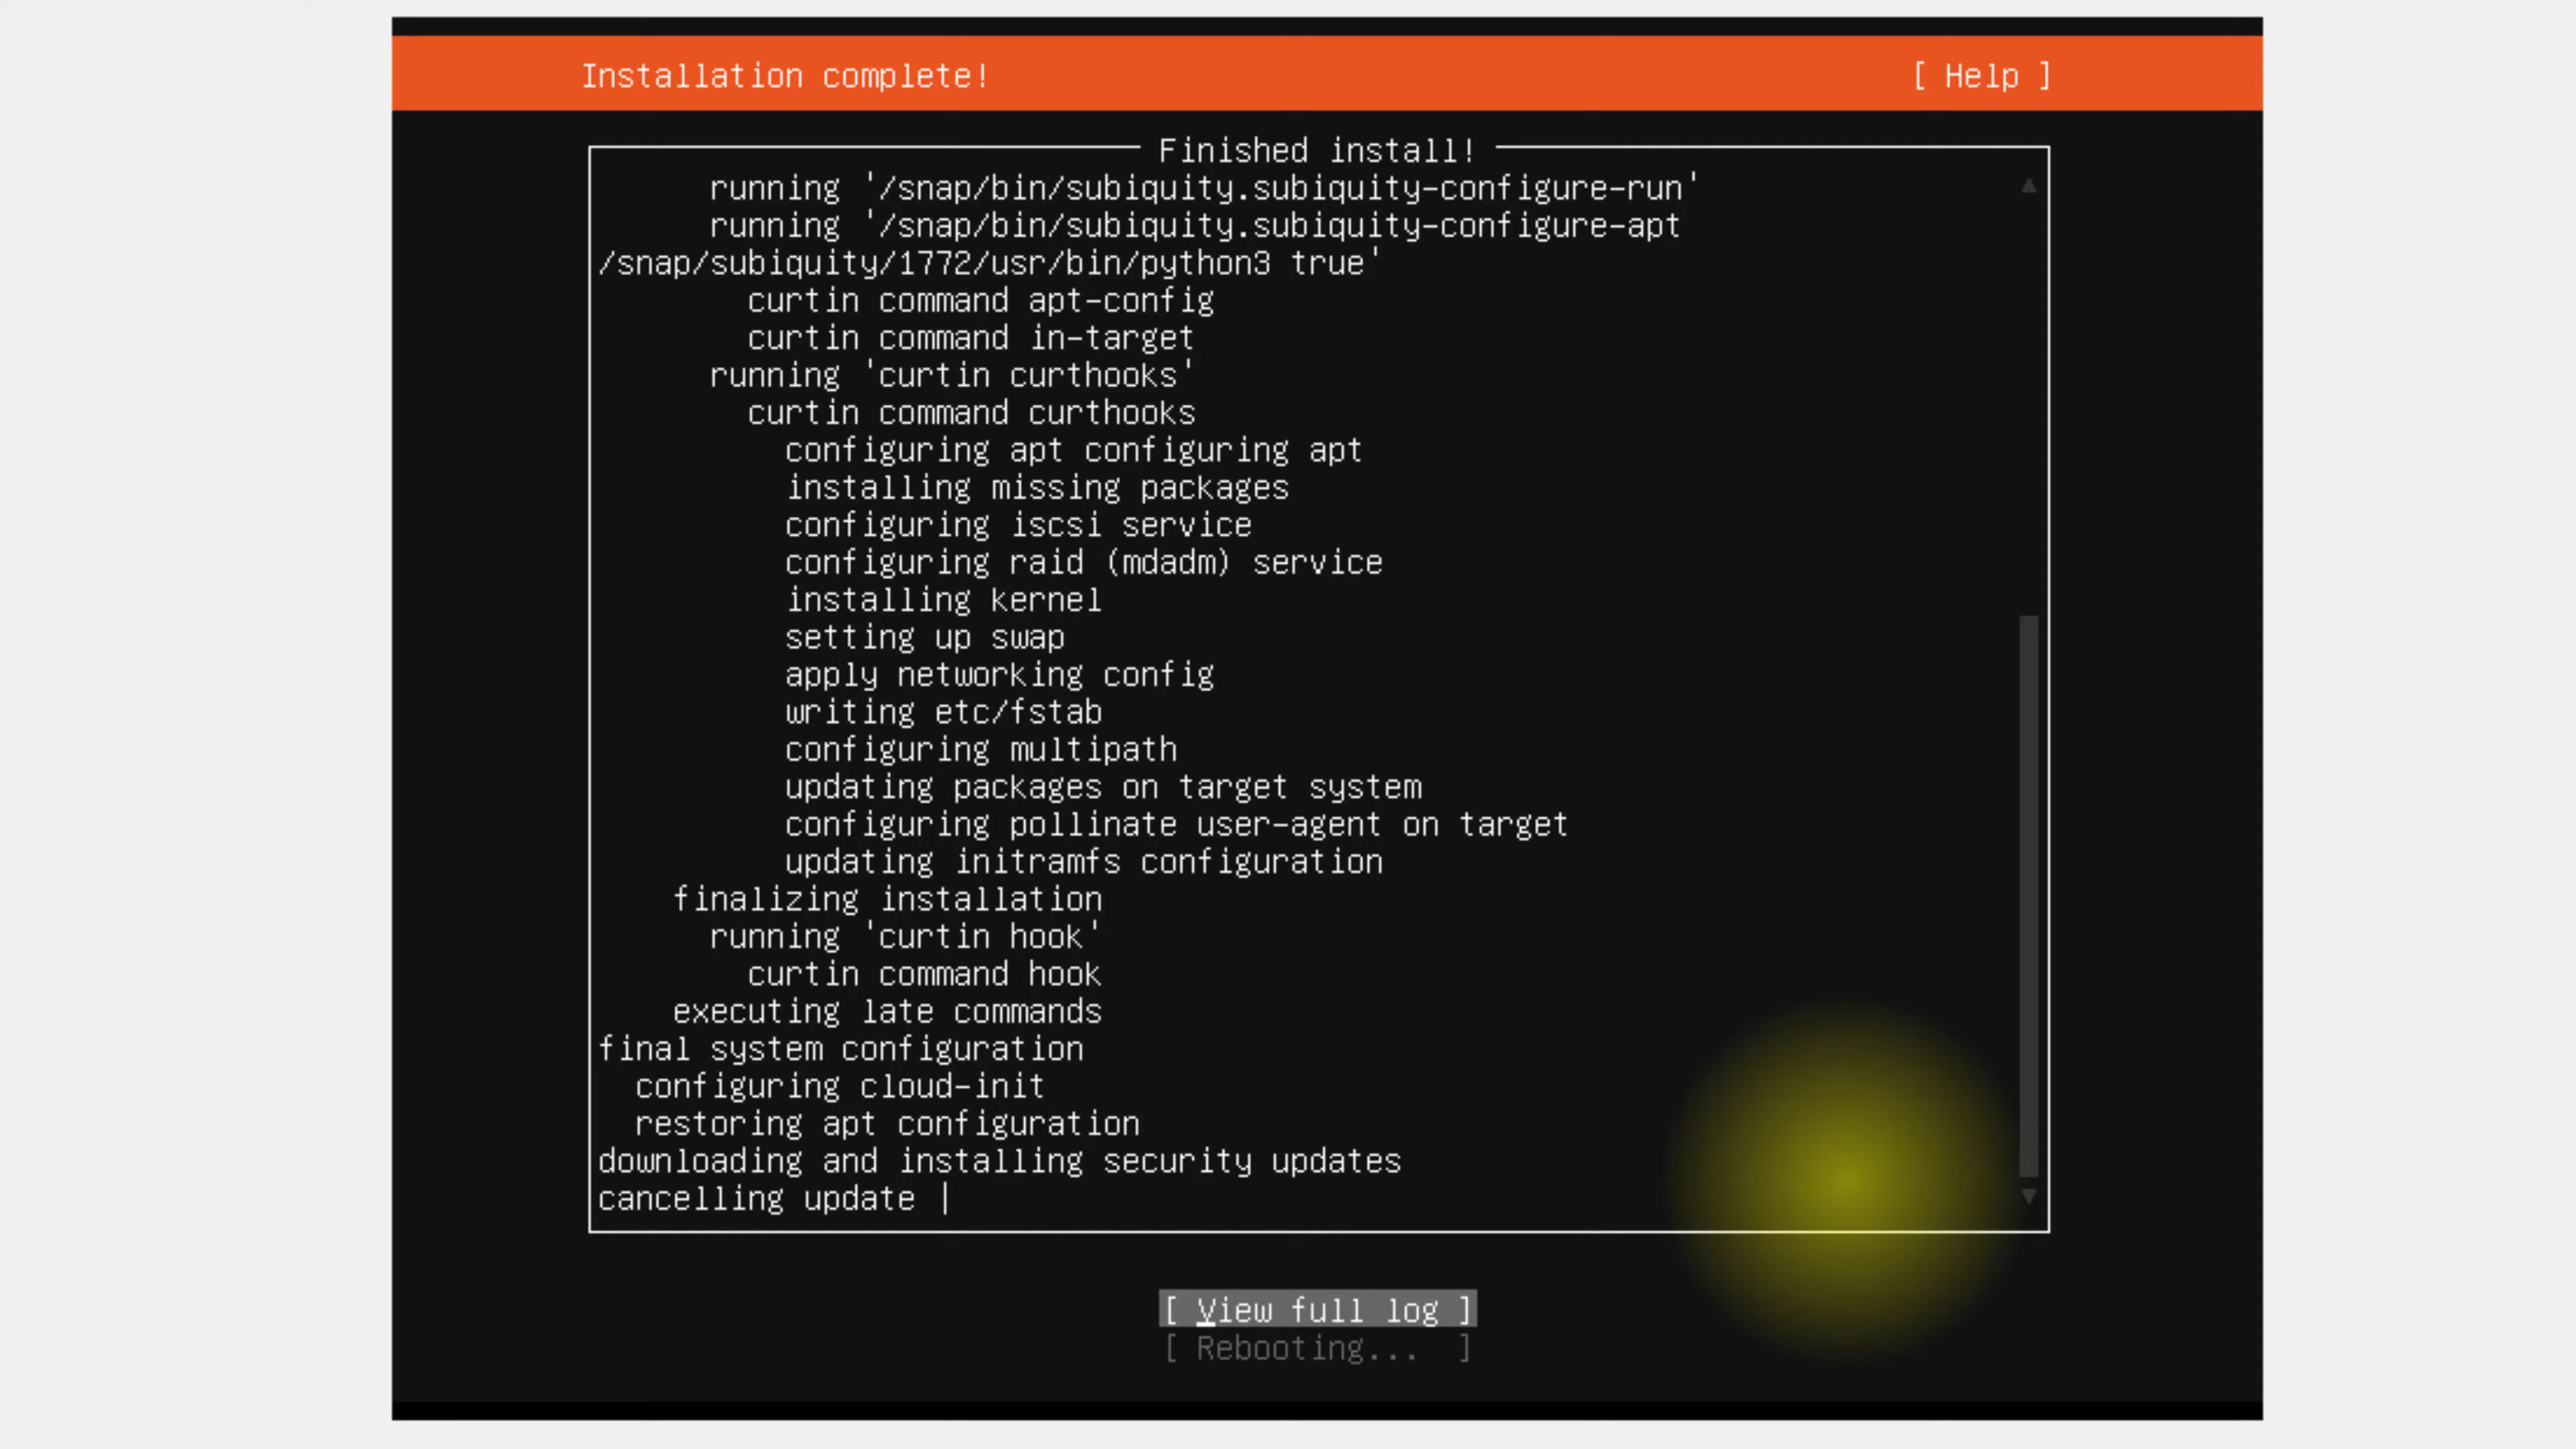 Installation complete! [ Help ]
Finished install!
running '/snap/bin/subiquity.subiquity-configure-run'
running '/snap/bin/subiquity.subiquity-configure-apt
/snap/subiquity/1772/usr/bin/python3 true'
curtin command apt-config
curtin command in-target
running 'curtin curthooks'
curtin command curthooks
configuring apt configuring apt
installing missing packages
configuring iscsi service
configuring raid (mdadm) service
installing kernel
setting up swap
apply networking config
writing etc/fstab
configuring multipath
updating packages on target system
configuring pollinate user-agent on target
updating initramfs configuration
finalizing installation
running 'curtin hook'
curtin command hook
executing late commands
final system configuration
configuring cloud-init
restoring apt configuration
downloading and installing security updates
cancelling update |
[ View full log ]
[ Rebooting... ]